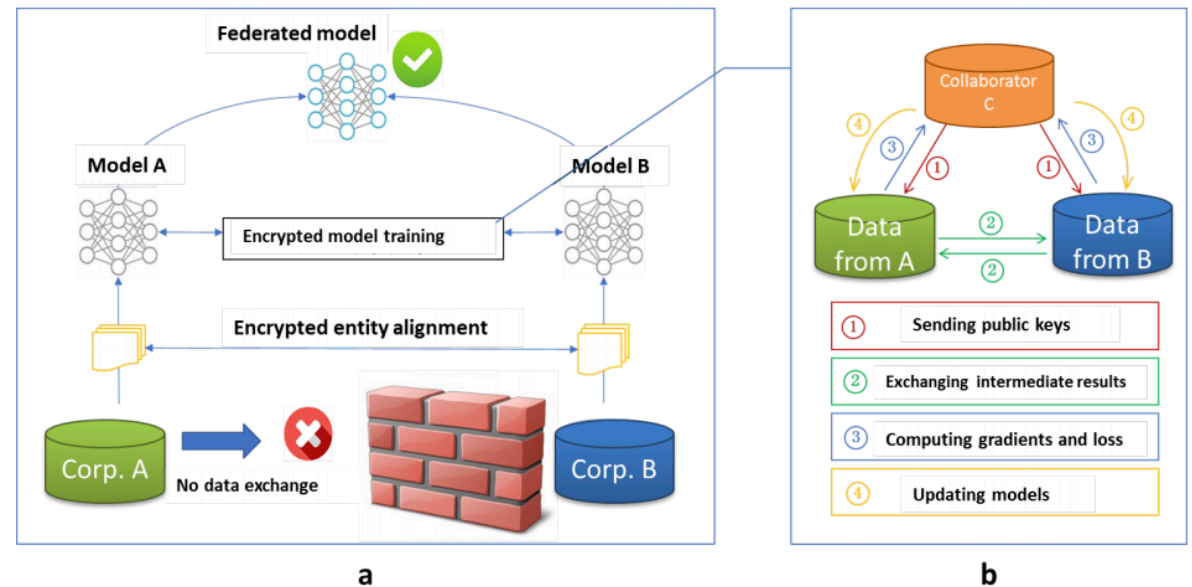 Federated model
Model A
Model B
Encrypted model training
Encrypted entity alignment
Corp. A
No data exchange
Corp. B
a
Collaborator
C
4
3
1
1
3
4
Data
from A
2
2
Data
from B
1 Sending public keys
2 Exchanging intermediate results
3 Computing gradients and loss
4 Updating models
b